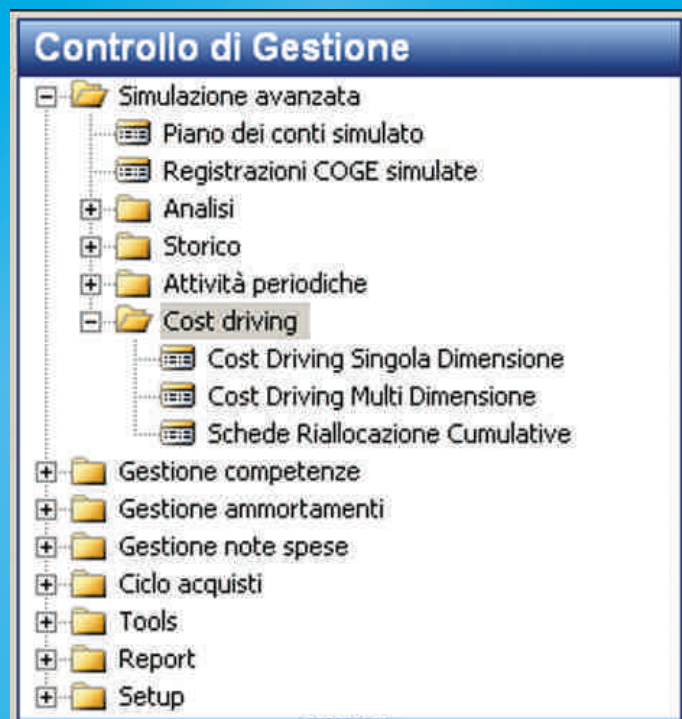 Controllo di Gestione
Simulazione avanzata
Piano dei conti simulato
Registrazioni COGE simulate
Analisi
Storico
Attività periodiche
Cost driving
Cost Driving Singola Dimensione
Cost Driving Multi Dimensione
Schede Riallocazione Cumulative
Gestione competenze
Gestione ammortamenti
Gestione note spese
Ciclo acquisti
Tools
Report
Setup